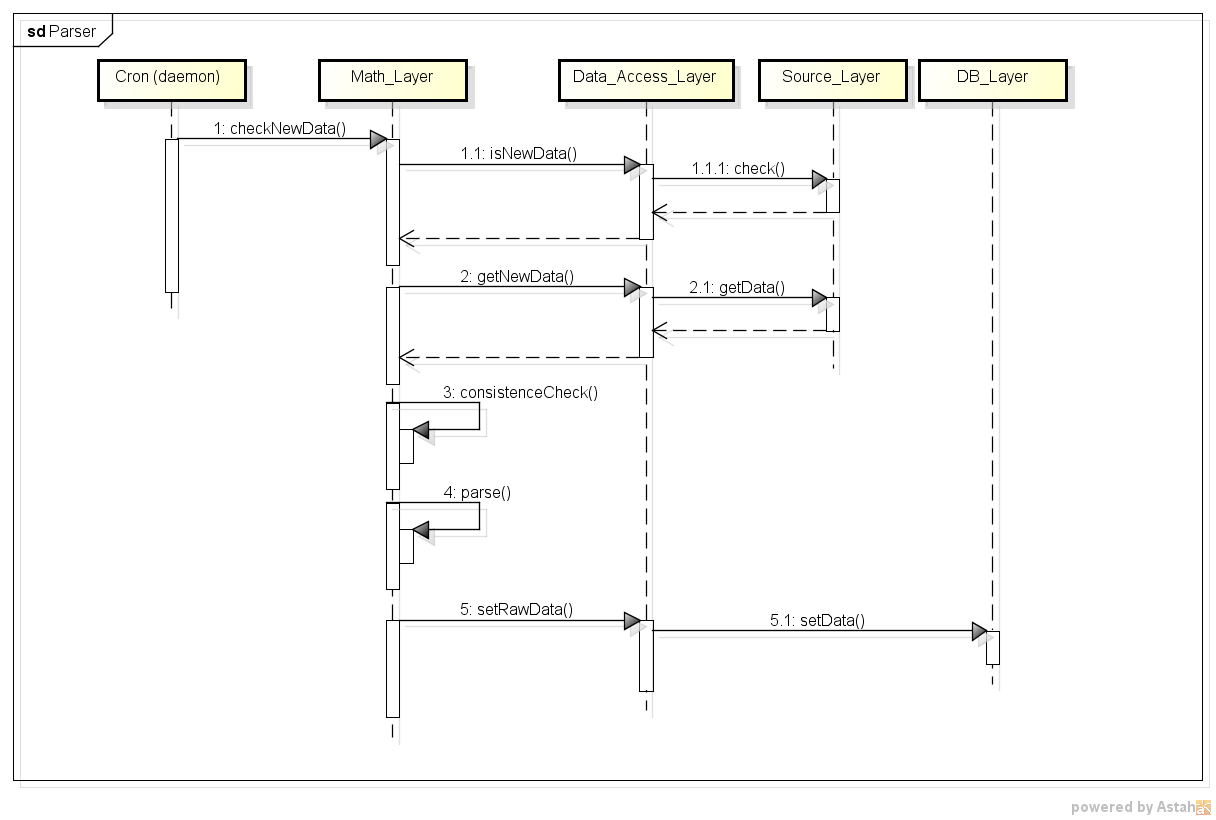 sd Parser
Cron (daemon)
Math_Layer
Data_Access_Layer
Source_Layer
DB_Layer
1: checkNewData()
1.1: isNewData()
1.1.1: check()
2: getNewData()
2.1: getData()
3: consistenceCheck()
4: parse()
5: setRawData()
5.1: setData()
powered by Astah